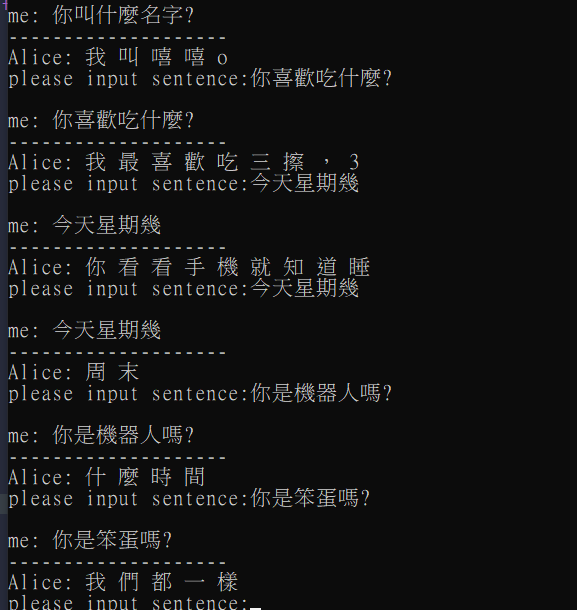 me: 你叫什麼名字?
--------------------
Alice: 我 叫 嘻 嘻 o
please input sentence:你喜歡吃什麼?
me: 你喜歡吃什麼?
--------------------
Alice: 我 最 喜 歡 吃 三 擦 ， 3
please input sentence:今天星期幾
me: 今天星期幾
--------------------
Alice: 你 看 看 手 機 就 知 道 睡
please input sentence:今天星期幾
me: 今天星期幾
--------------------
Alice: 周 末
please input sentence:你是機器人嗎?
me: 你是機器人嗎?
--------------------
Alice: 什 麼 時 間
please input sentence:你是笨蛋嗎?
me: 你是笨蛋嗎?
--------------------
Alice: 我 們 都 一 樣
please input sentence: